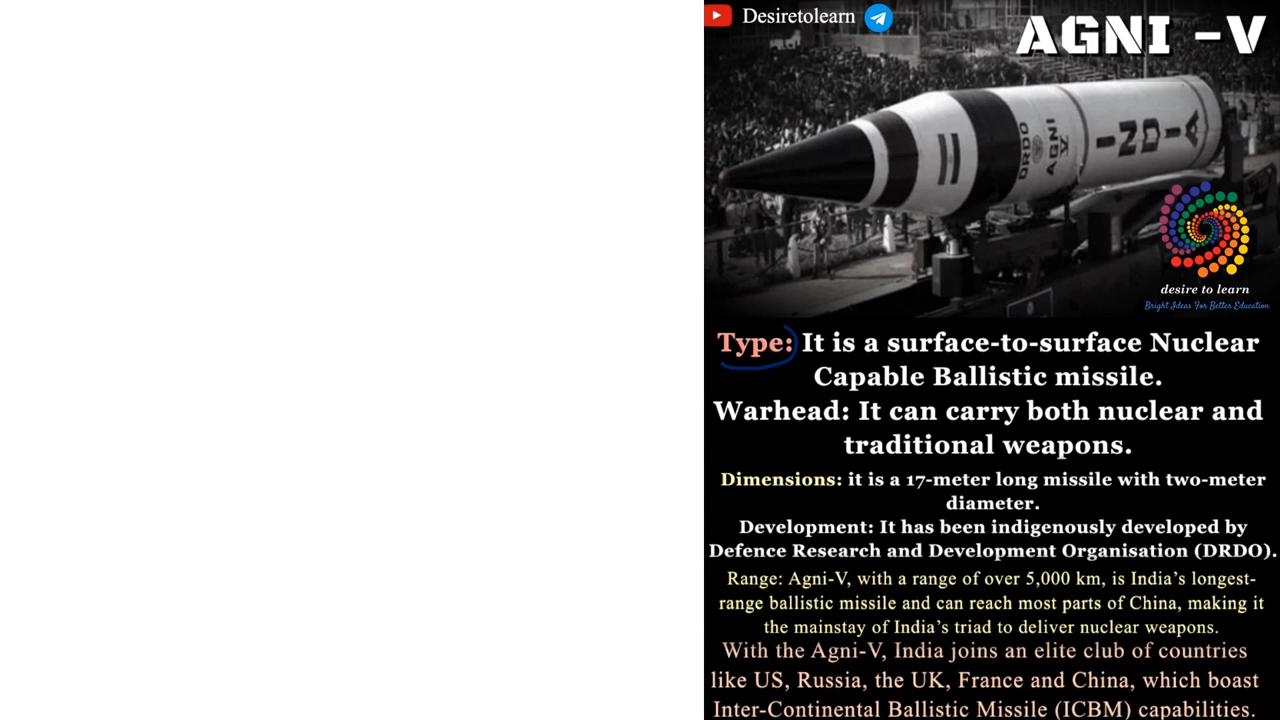 Desiretolearn
AGNI -V
DRDO
AGNI
V
INDIA
desire to learn
Bright Ideas For Better Education
Type: It is a surface-to-surface Nuclear
Capable Ballistic missile.
Warhead: It can carry both nuclear and
traditional weapons.
Dimensions: it is a 17-meter long missile with two-meter
diameter.
Development: It has been indigenously developed by
Defence Research and Development Organisation (DRDO).
Range: Agni-V, with a range of over 5,000 km, is India's longest-
range ballistic missile and can reach most parts of China, making it
the mainstay of India's triad to deliver nuclear weapons.
With the Agni-V, India joins an elite club of countries
like US, Russia, the UK, France and China, which boast
Inter-Continental Ballistic Missile (ICBM) capabilities.